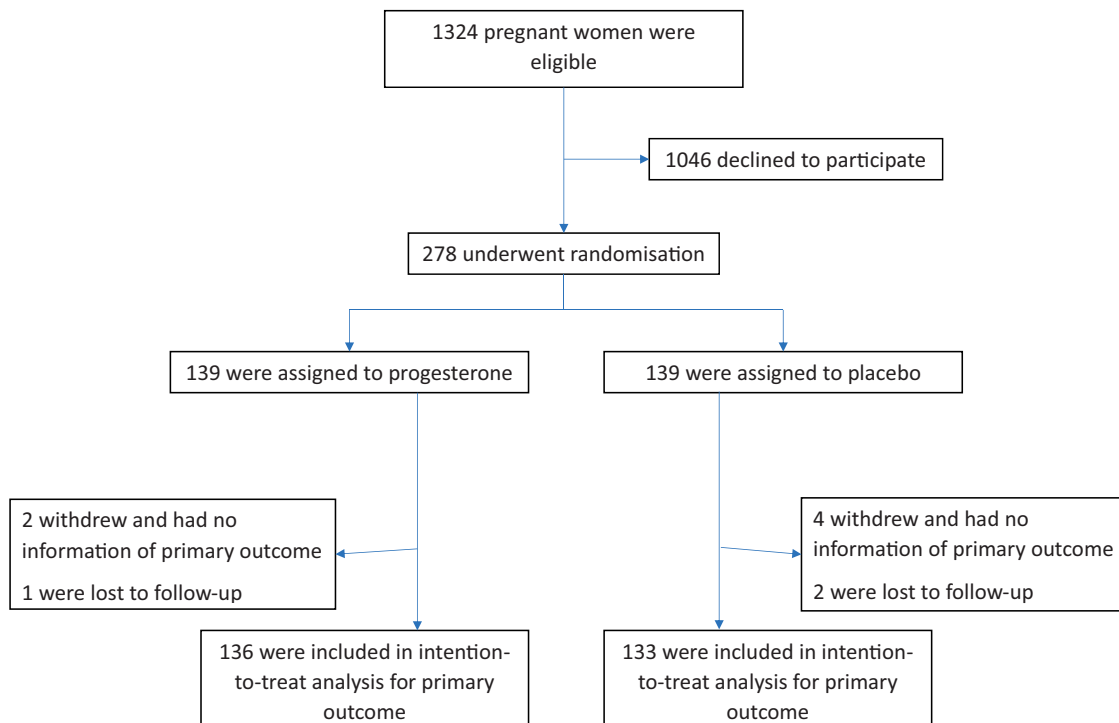 1324 pregnant women were
eligible
1046 declined to participate
278 underwent randomisation
139 were assigned to progesterone
139 were assigned to placebo
2 withdrew and had no
information of primary outcome
1 were lost to follow-up
4 withdrew and had no
information of primary outcome
2 were lost to follow-up
136 were included in intention-
to-treat analysis for primary
outcome
133 were included in intention-
to-treat analysis for primary
outcome